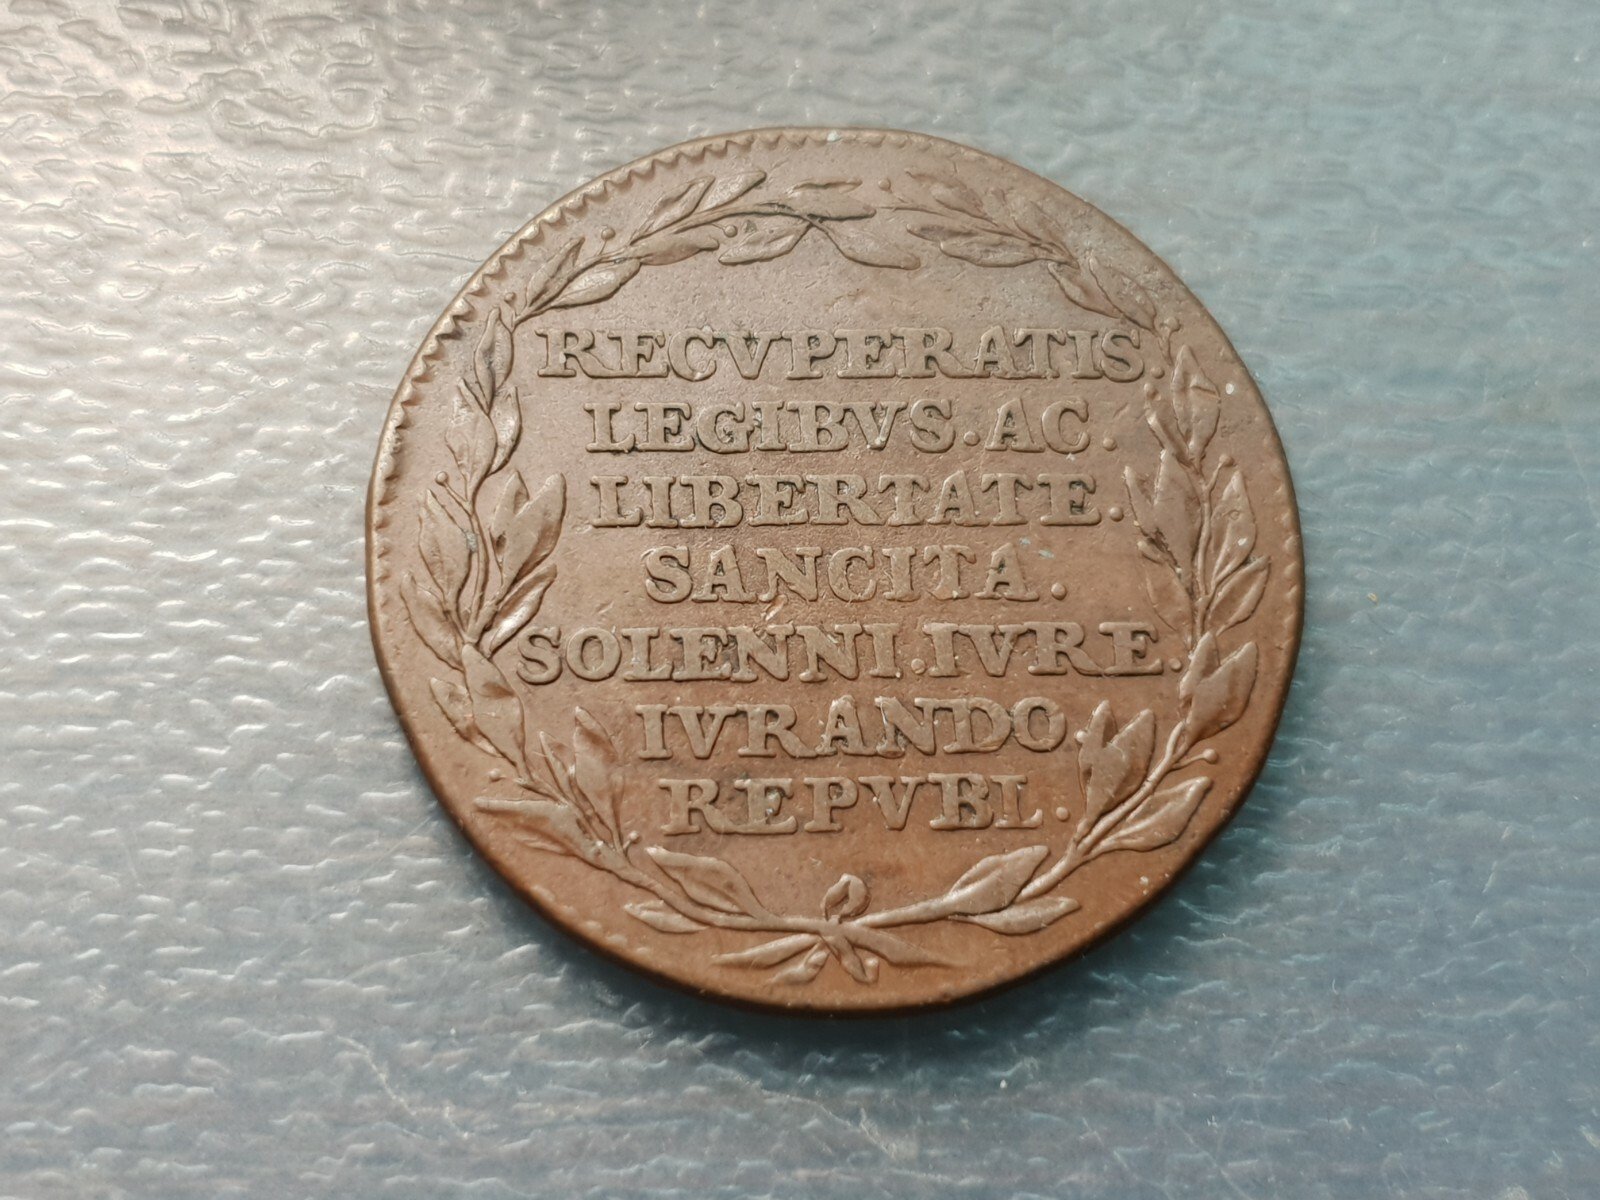 RECVPERATIS.
LEGIBVS.AC.
LIBERTATE.
SANCITA.
SOLENNI.IVRE.
IVRANDO
REPVBL.